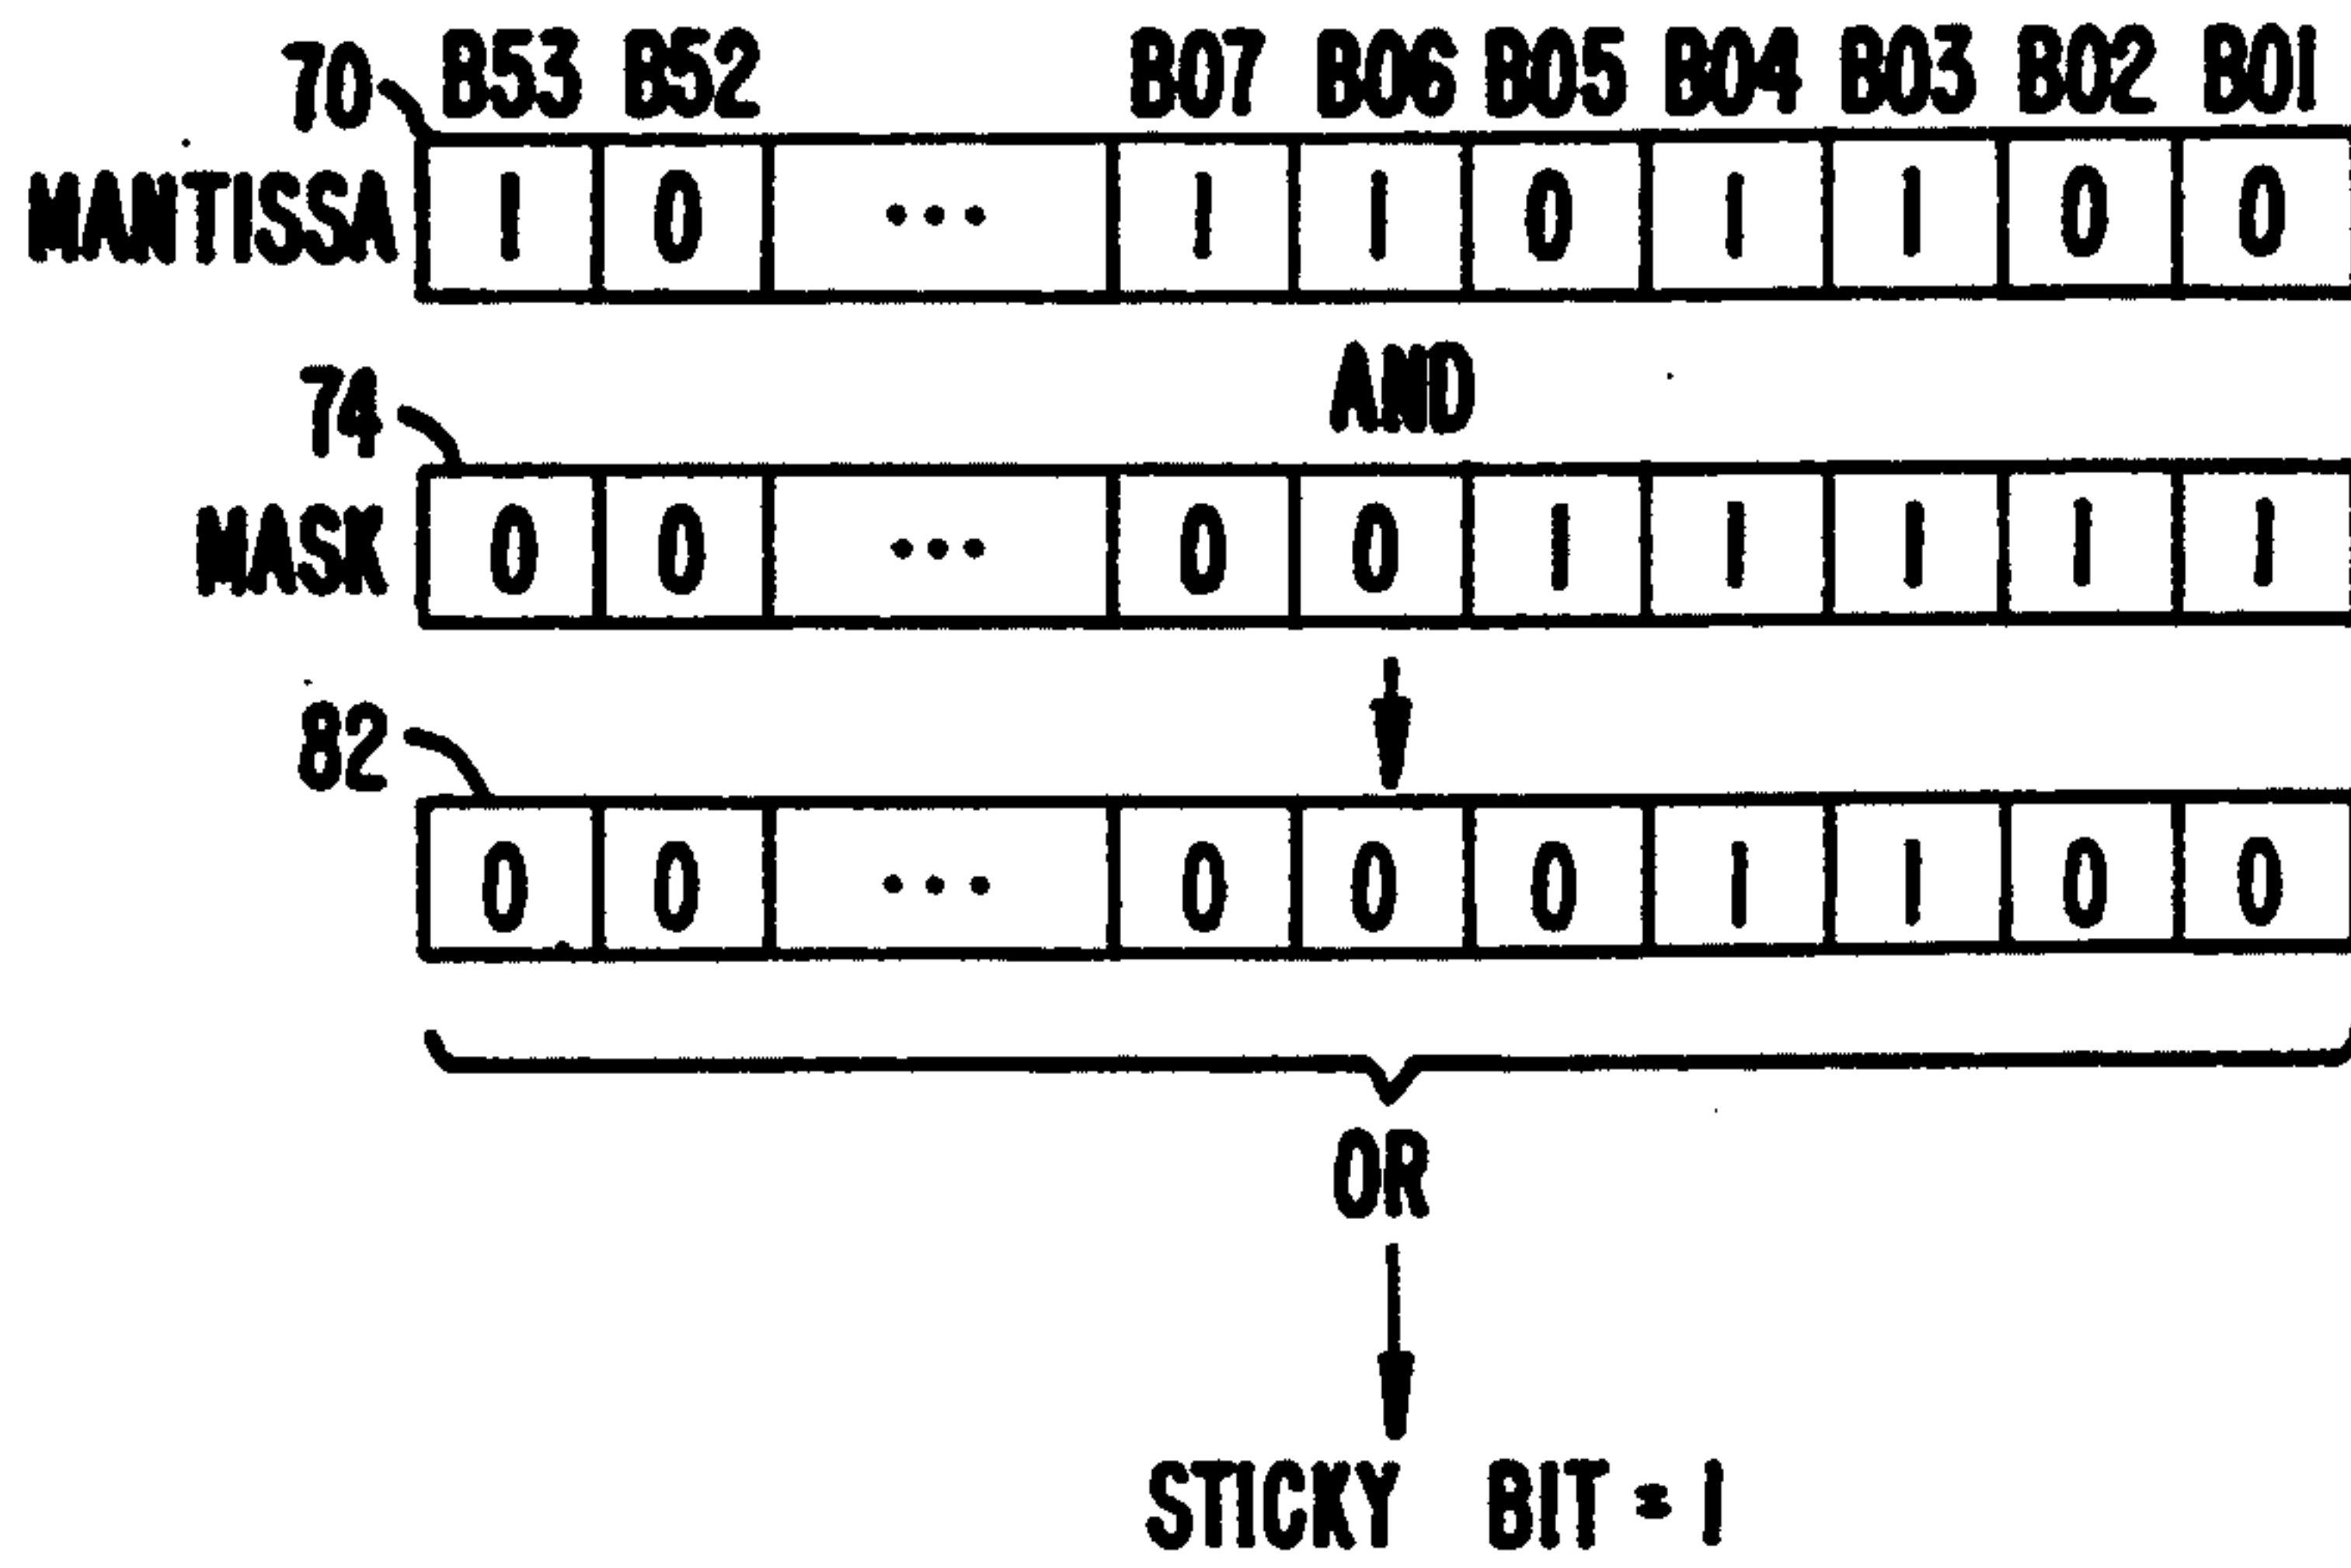 70 B53 B52 B07 B06 B05 B04 B03 B02 B01
MANTISSA 1 0 ... 1 1 0 1 1 0 0
AND
74
MASK 0 0 ... 0 0 1 1 1 1 1
82
0 0 ... 0 0 0 1 1 0 0
OR
STICKY BIT = 1